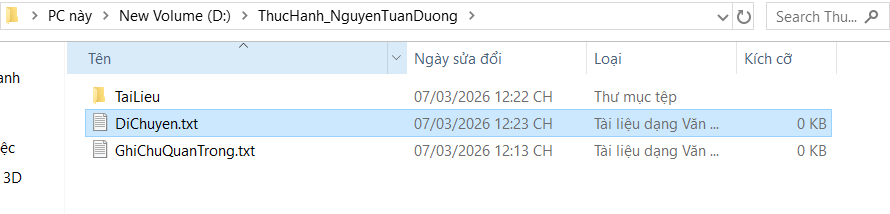 PC này > New Volume (D:) > ThucHanh_NguyenTuanDuong > Search Thu...
Tên Ngày sửa đổi Loại Kích cỡ
anh TaiLieu 07/03/2026 12:22 CH Thư mục tệp
DiChuyen.txt 07/03/2026 12:23 CH Tài liệu dạng Văn ... 0 KB
ệc GhiChuQuanTrong.txt 07/03/2026 12:13 CH Tài liệu dạng Văn ... 0 KB
3D